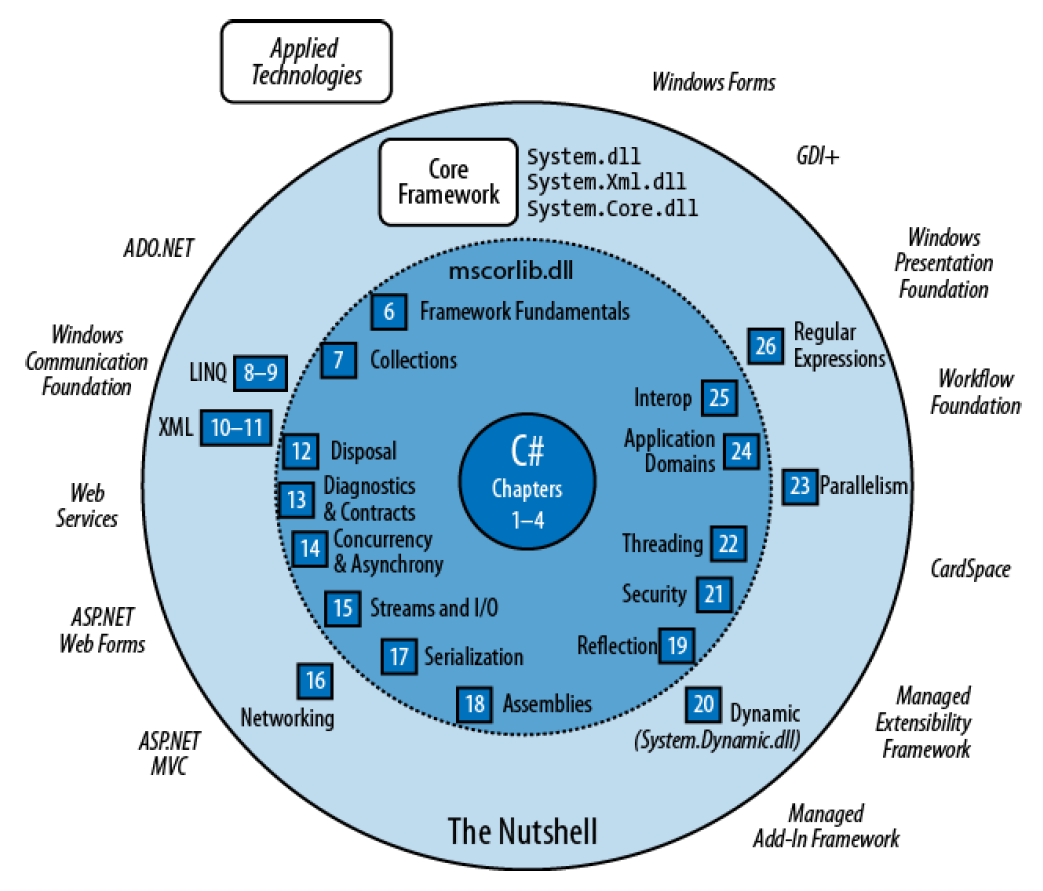 Applied
Technologies
Windows Forms
GDI+
Core
Framework
System.dll
System.Xml.dll
System.Core.dll
ADO.NET
Windows
Presentation
Foundation
mscorlib.dll
6 Framework Fundamentals
7 Collections
Windows
Communication
Foundation
LINQ 8–9
26 Regular
Expressions
Workflow
Foundation
XML 10–11
Interop 25
12 Disposal
Application
Domains 24
C#
Chapters
1–4
Web
Services
13 Diagnostics
& Contracts
23 Parallelism
14 Concurrency
& Asynchrony
Threading 22
CardSpace
15 Streams and I/O
Security 21
ASP.NET
Web Forms
17 Serialization
Reflection 19
16
Networking
18 Assemblies
20 Dynamic
(System.Dynamic.dll)
Managed
Extensibility
Framework
ASP.NET
MVC
The Nutshell
Managed
Add-In Framework